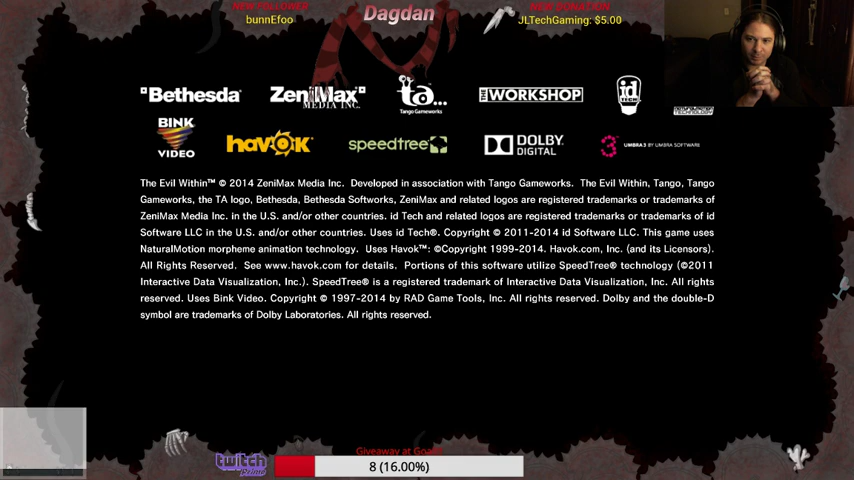 NEW FOLLOWER
bunnEfoo
Dagdan
NEW DONATION
JLTechGaming: $5.00
Bethesda
ZeniMax
MEDIA INC.
ta...
Tango Gameworks
THE WORKSHOP
id
TECH
BINK
VIDEO
havok
speedtree
DOLBY
DIGITAL
3
UMBRA3 BY UMBRA SOFTWARE
The Evil Within™ © 2014 ZeniMax Media Inc. Developed in association with Tango Gameworks. The Evil Within, Tango, Tango
Gameworks, the TA logo, Bethesda, Bethesda Softworks, ZeniMax and related logos are registered trademarks or trademarks of
ZeniMax Media Inc. in the U.S. and/or other countries. id Tech and related logos are registered trademarks or trademarks of id
Software LLC in the U.S. and/or other countries. Uses id Tech®. Copyright © 2011-2014 id Software LLC. This game uses
NaturalMotion morpheme animation technology. Uses Havok™: ©Copyright 1999-2014. Havok.com, Inc. (and its Licensors).
All Rights Reserved. See www.havok.com for details. Portions of this software utilize SpeedTree® technology (©2011
Interactive Data Visualization, Inc.). SpeedTree® is a registered trademark of Interactive Data Visualization, Inc. All rights
reserved. Uses Bink Video. Copyright © 1997-2014 by RAD Game Tools, Inc. All rights reserved. Dolby and the double-D
symbol are trademarks of Dolby Laboratories. All rights reserved.
Giveaway at Goal!!
twitch
Prime
8 (16.00%)